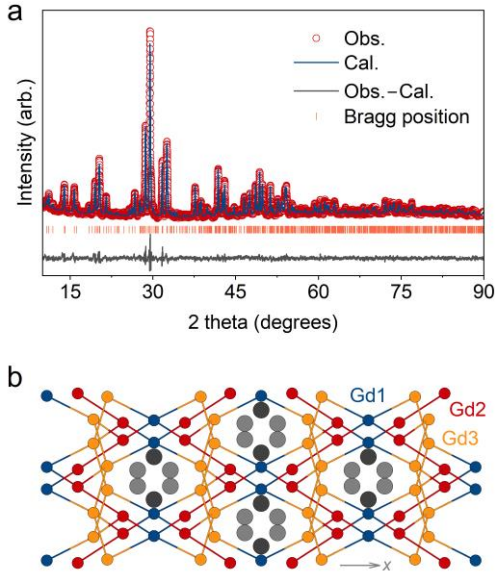 a
Obs.
Cal.
Obs.−Cal.
Bragg position
Intensity (arb.)
15 30 45 60 75 90
2 theta (degrees)
b
Gd1
Gd2
Gd3
x